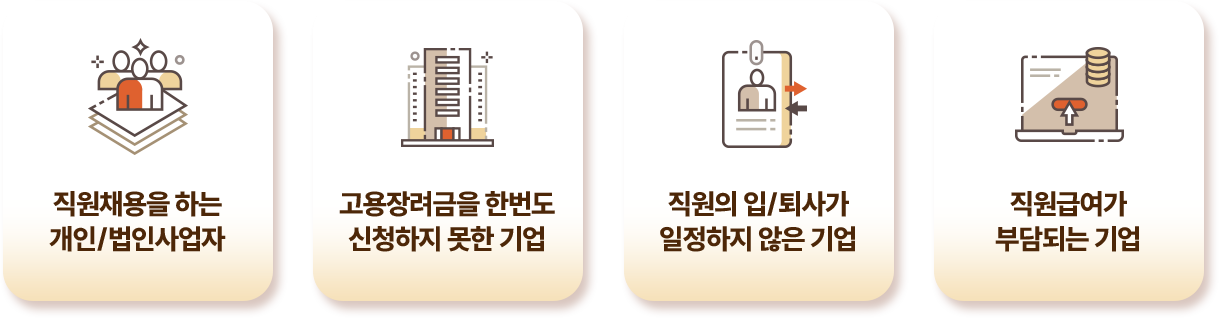 직원채용을 하는
개인/법인사업자
고용장려금을 한번도
신청하지 못한 기업
직원의 입/퇴사가
일정하지 않은 기업
직원급여가
부담되는 기업